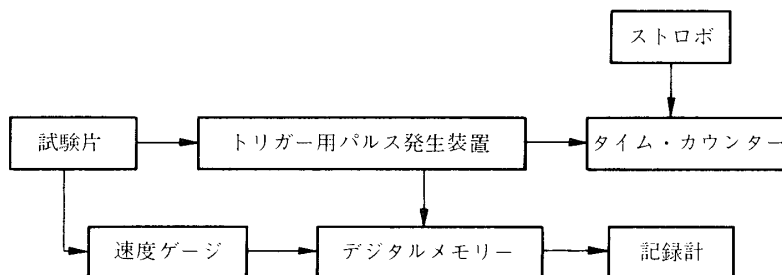 ストロボ
試験片
トリガー用パルス発生装置
タイム・カウンター
速度ゲージ
デジタルメモリー
記録計